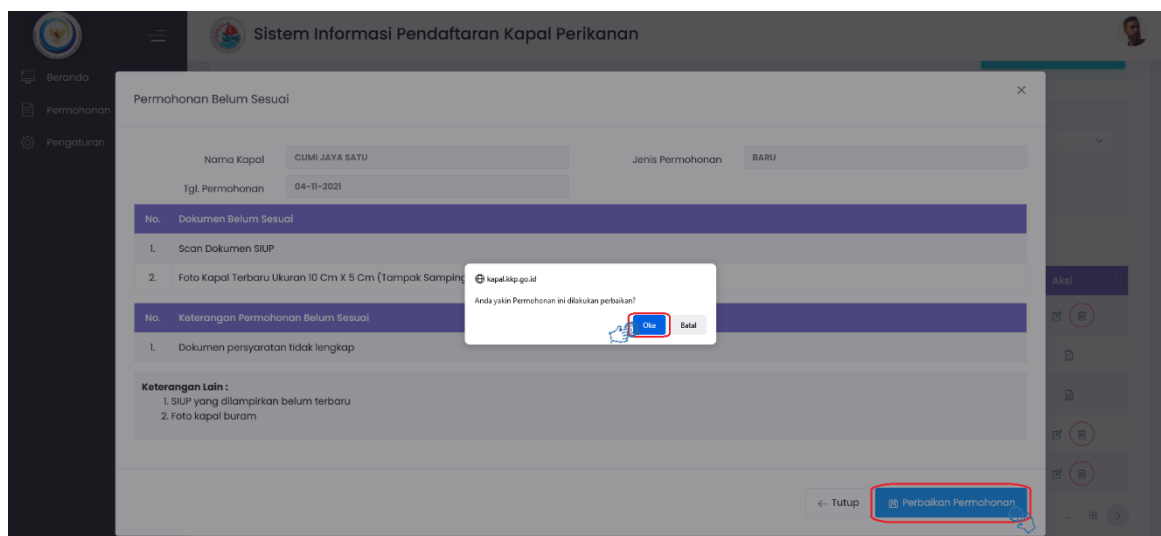 Sistem Informasi Pendaftaran Kapal Perikanan
Beranda
Permohonan
Pengaturan
Permohonan Belum Sesuai
Nama Kapal CUMI JAYA SATU Jenis Permohonan BARU
Tgl. Permohonan 04-11-2021
No. Dokumen Belum Sesuai
1. Scan Dokumen SIUP
2. Foto Kapal Terbaru Ukuran 10 Cm X 5 Cm (Tampak Samping
kapal.kkp.go.id
Anda yakin Permohonan ini dilakukan perbaikan?
Oke Batal
Aksi
No. Keterangan Permohonan Belum Sesuai
1. Dokumen persyaratan tidak lengkap
Keterangan Lain :
1. SIUP yang dilampirkan belum terbaru
2. Foto kapal buram
← Tutup Perbaikan Permohonan
... 18